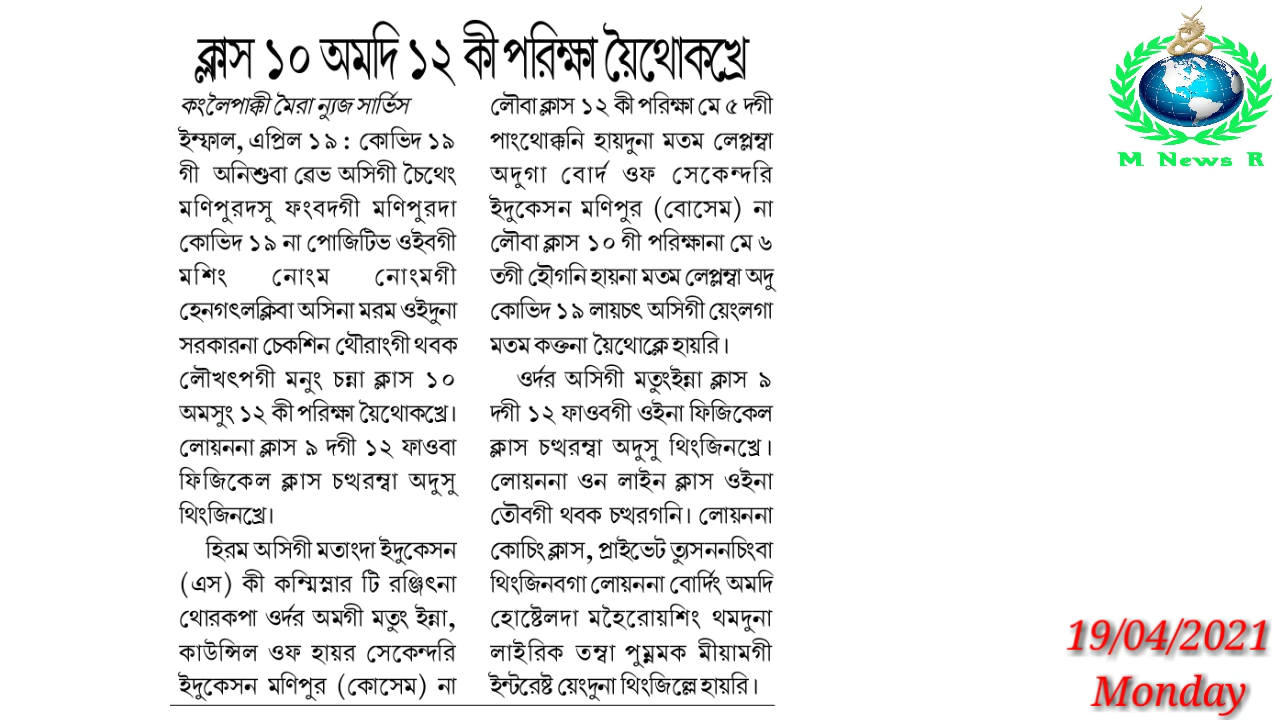 ক্লাস ১০ অমদি ১২ কী পরিক্ষা য়ৈথোকখ্রে
কংলৈপাক্কী মৈরা ন্যুজ সার্ভিস
ইম্ফাল, এপ্রিল ১৯ : কোভিদ ১৯
গী অনিশুবা ৱেভ অসিগী চৈথেং
মণিপুরদসু ফংবদগী মণিপুরদা
কোভিদ ১৯ না পোজিটিভ ওইবগী
মশিং নোংম নোংমগী
হেনগৎলক্লিবা অসিনা মরম ওইদুনা
সরকারনা চেকশিন থৌরাংগী থবক
লৌখৎপগী মনুং চন্না ক্লাস ১০
অমসুং ১২ কী পরিক্ষা য়ৈথোকখ্রে।
লোয়ননা ক্লাস ৯ দগী ১২ ফাওবা
ফিজিকেল ক্লাস চত্থরম্বা অদুসু
থিংজিনখ্রে।
হিরম অসিগী মতাংদা ইদুকেসন
(এস) কী কম্মিস্নার টি রঞ্জিৎনা
থোরকপা ওর্দর অমগী মতুং ইন্না,
কাউন্সিল ওফ হায়র সেকেন্দরি
ইদুকেসন মণিপুর (কোসেম) না
লৌবা ক্লাস ১২ কী পরিক্ষা মে ৫ দগী
পাংথোক্কনি হায়দুনা মতম লেপ্লম্বা
অদুগা বোর্দ ওফ সেকেন্দরি
ইদুকেসন মণিপুর (বোসেম) না
লৌবা ক্লাস ১০ গী পরিক্ষানা মে ৬
তগী হৌগনি হায়না মতম লেপ্লম্বা অদু
কোভিদ ১৯ লায়চৎ অসিগী য়েংলগা
মতম কক্তনা য়ৈথোক্লে হায়রি।
ওর্দর অসিগী মতুংইন্না ক্লাস ৯
দগী ১২ ফাওবগী ওইনা ফিজিকেল
ক্লাস চত্থরম্বা অদুসু থিংজিনখ্রে।
লোয়ননা ওন লাইন ক্লাস ওইনা
তৌবগী থবক চত্থরগনি। লোয়ননা
কোচিং ক্লাস, প্রাইভেট ত্যুসননচিংবা
থিংজিনবগা লোয়ননা বোর্দিং অমদি
হোষ্টেলদা মহৈরোয়শিং থমদুনা
লাইরিক তম্বা পুম্নমক মীয়ামগী
ইন্টরেষ্ট য়েংদুনা থিংজিল্লে হায়রি।
M News R
19/04/2021
Monday